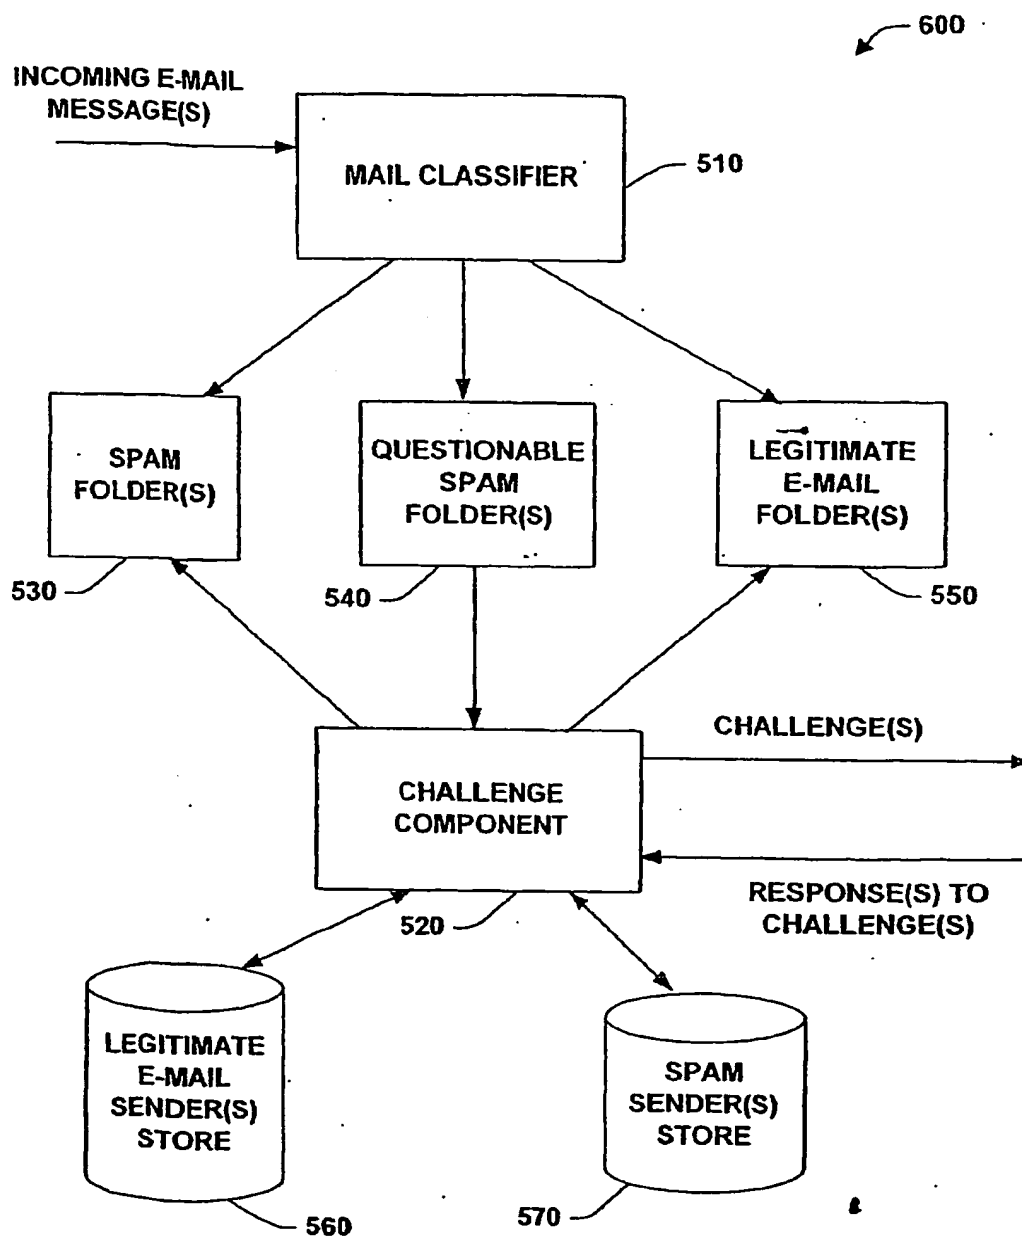 600
INCOMING E-MAIL
MESSAGE(S)
MAIL CLASSIFIER
510
SPAM
FOLDER(S)
530
QUESTIONABLE
SPAM
FOLDER(S)
540
LEGITIMATE
E-MAIL
FOLDER(S)
550
CHALLENGE(S)
CHALLENGE
COMPONENT
520
RESPONSE(S) TO
CHALLENGE(S)
LEGITIMATE
E-MAIL
SENDER(S)
STORE
560
SPAM
SENDER(S)
STORE
570